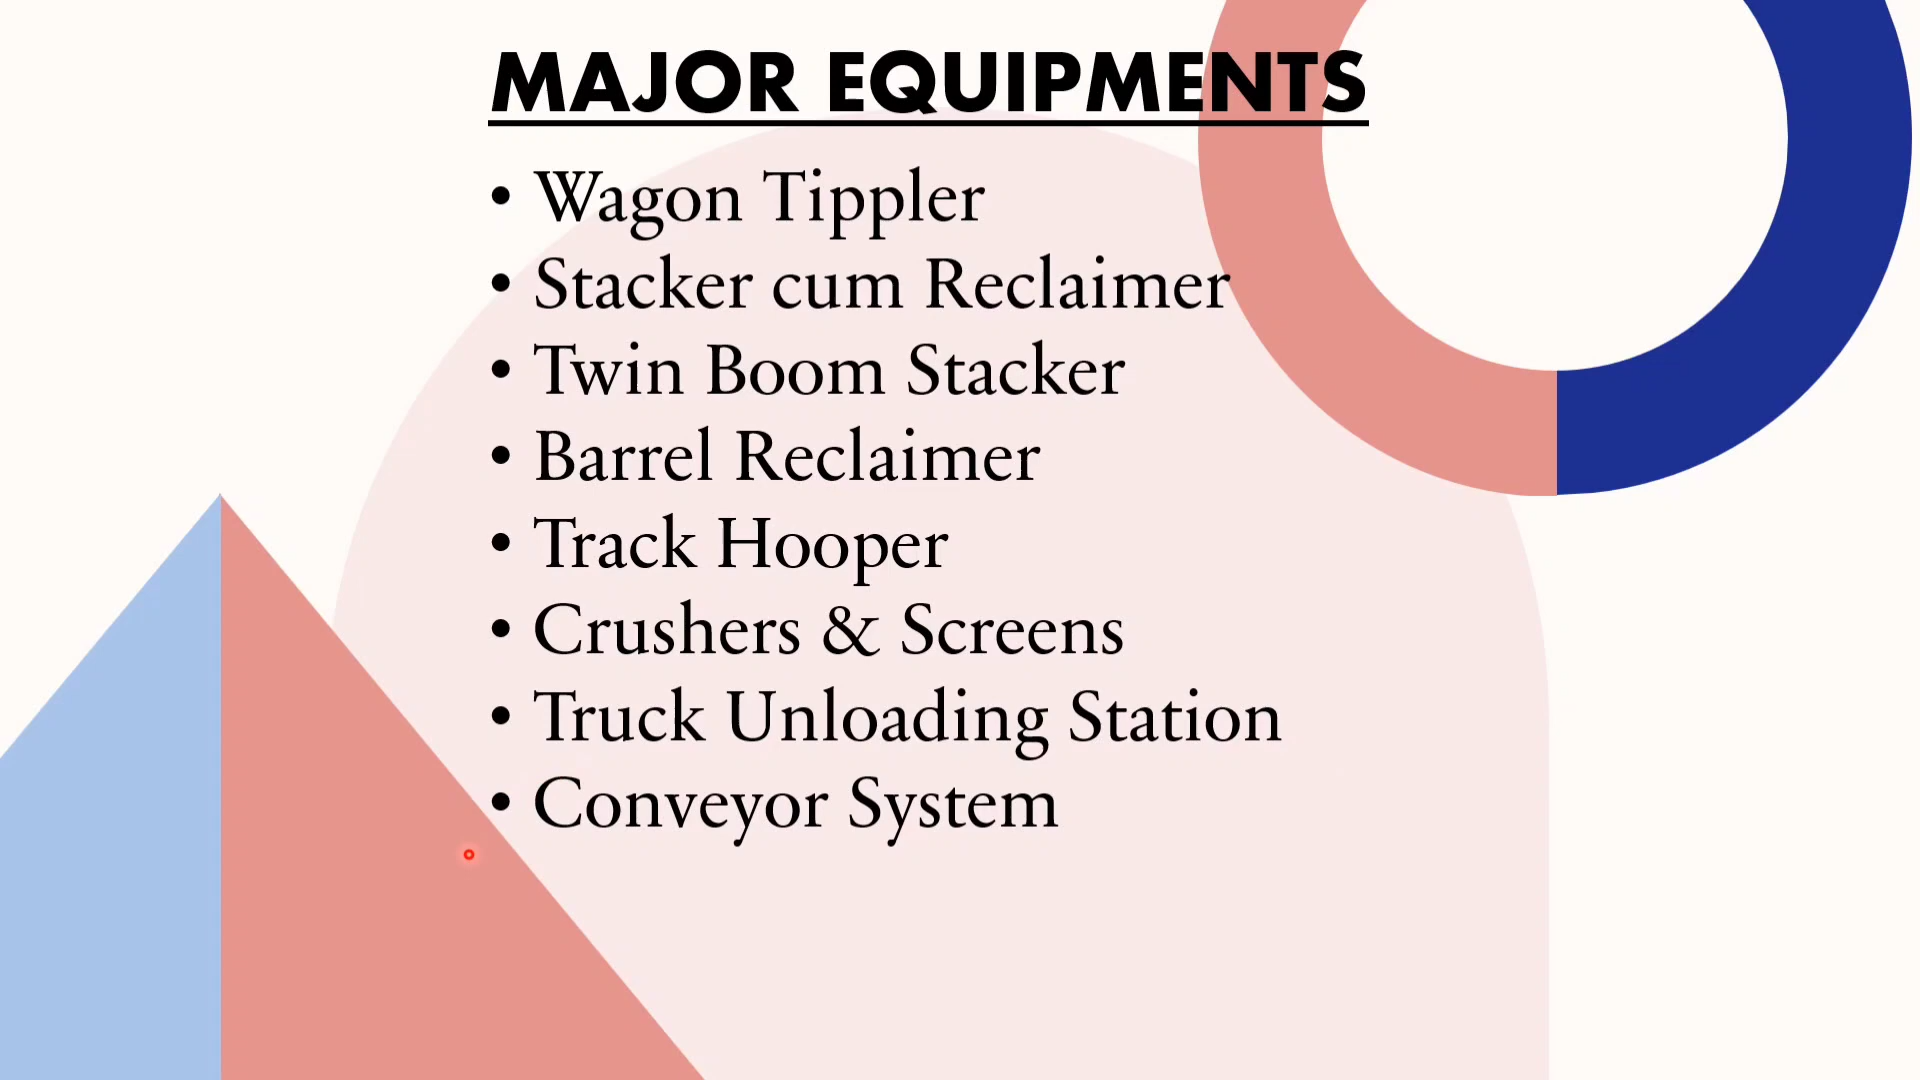 MAJOR EQUIPMENTS
• Wagon Tippler
• Stacker cum Reclaimer
• Twin Boom Stacker
• Barrel Reclaimer
• Track Hooper
• Crushers & Screens
• Truck Unloading Station
• Conveyor System